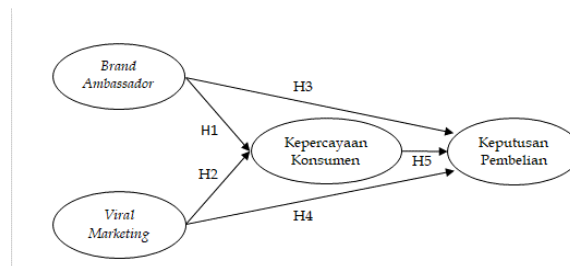 Brand
Ambassador
H3
H1
Kepercayaan
Konsumen
Keputusan
Pembelian
H5
H2
Viral
Marketing
H4